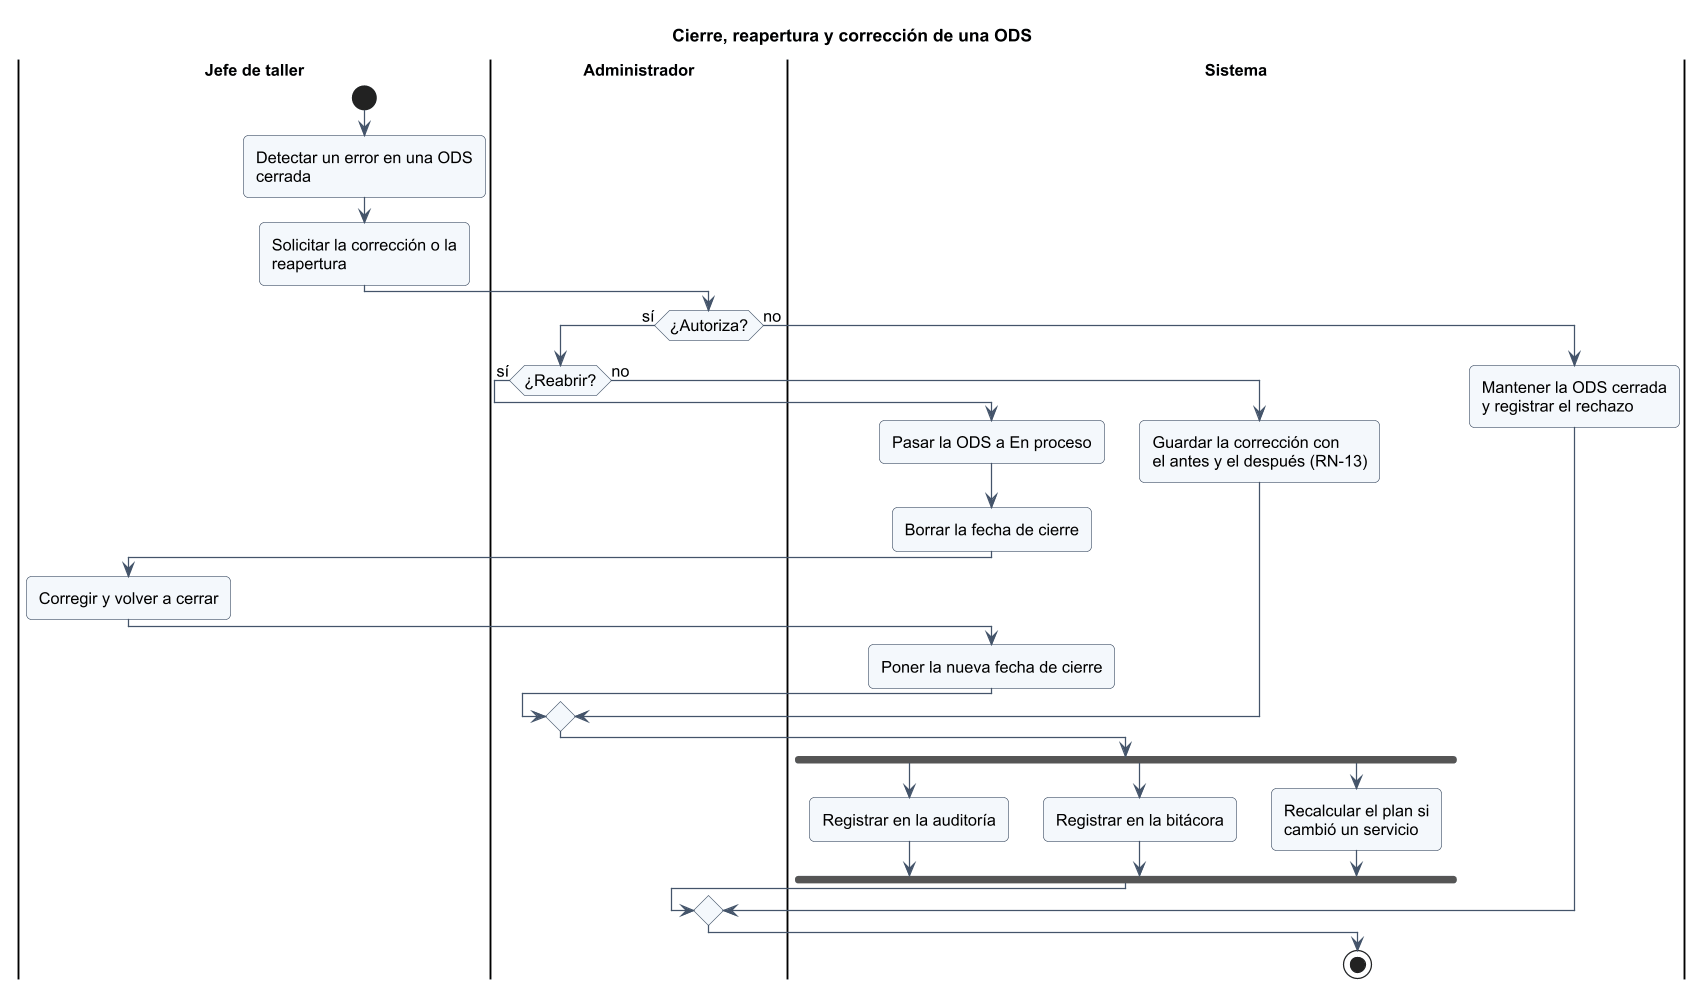 Cierre, reapertura y corrección de una ODS
Jefe de taller
Administrador
Sistema
Detectar un error en una ODS
cerrada
Solicitar la corrección o la
reapertura
sí
¿Autoriza?
no
sí
¿Reabrir?
no
Mantener la ODS cerrada
y registrar el rechazo
Pasar la ODS a En proceso
Guardar la corrección con
el antes y el después (RN-13)
Borrar la fecha de cierre
Corregir y volver a cerrar
Poner la nueva fecha de cierre
Registrar en la auditoría
Registrar en la bitácora
Recalcular el plan si
cambió un servicio